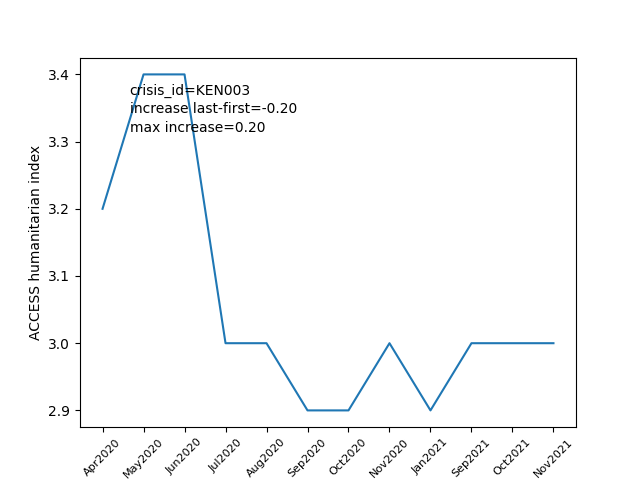 crisis_id=KEN003
increase last-first=-0.20
max increase=0.20
ACCESS humanitarian index
3.4
3.3
3.2
3.1
3.0
2.9
Apr2020
May2020
Jun2020
Jul2020
Aug2020
Sep2020
Oct2020
Nov2020
Jan2021
Sep2021
Oct2021
Nov2021